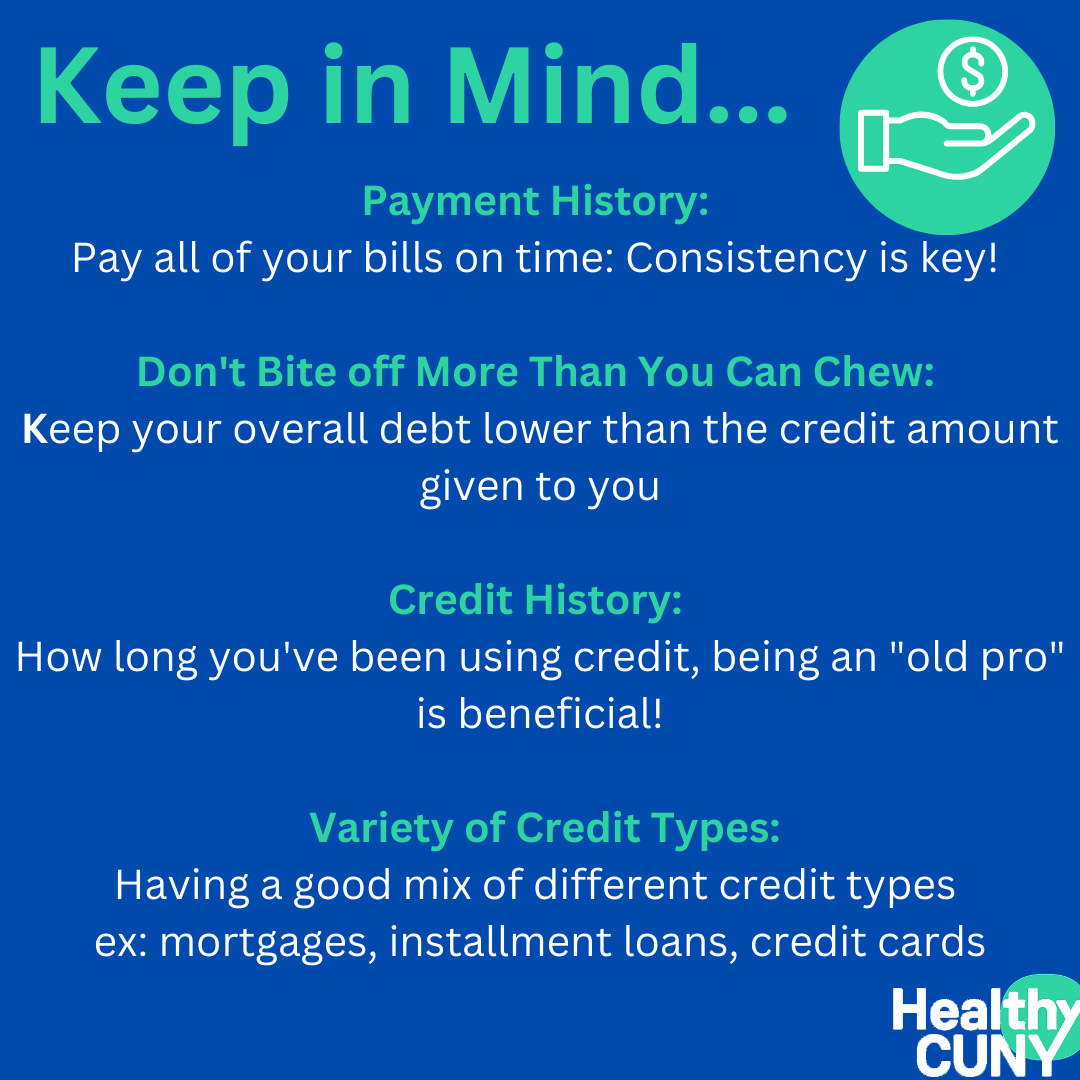 Keep in Mind...
$
Payment History:
Pay all of your bills on time: Consistency is key!
Don't Bite off More Than You Can Chew:
Keep your overall debt lower than the credit amount
given to you
Credit History:
How long you've been using credit, being an "old pro"
is beneficial!
Variety of Credit Types:
Having a good mix of different credit types
ex: mortgages, installment loans, credit cards
Healthy
CUNY